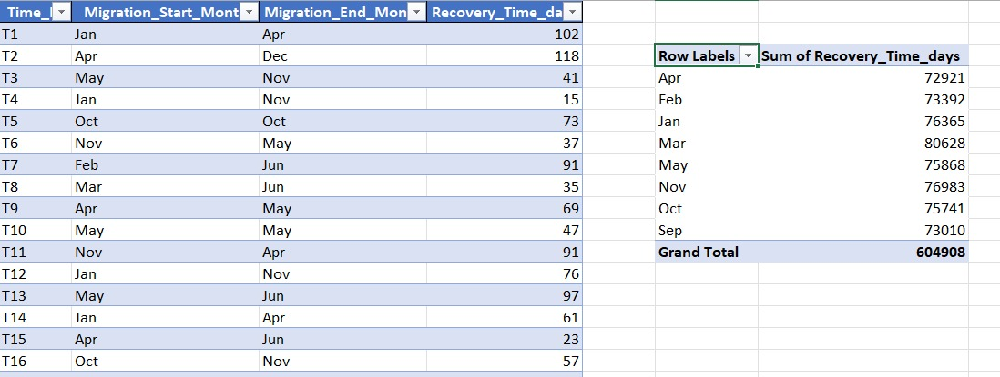 Time_ Migration_Start_Mont Migration_End_Mon Recovery_Time_da
T1 Jan Apr 102
T2 Apr Dec 118 Row Labels Sum of Recovery_Time_days
T3 May Nov 41 Apr 72921
T4 Jan Nov 15 Feb 73392
T5 Oct Oct 73 Jan 76365
T6 Nov May 37 Mar 80628
T7 Feb Jun 91 May 75868
T8 Mar Jun 35 Nov 76983
T9 Apr May 69 Oct 75741
T10 May May 47 Sep 73010
T11 Nov Apr 91 Grand Total 604908
T12 Jan Nov 76
T13 May Jun 97
T14 Jan Apr 61
T15 Apr Jun 23
T16 Oct Nov 57